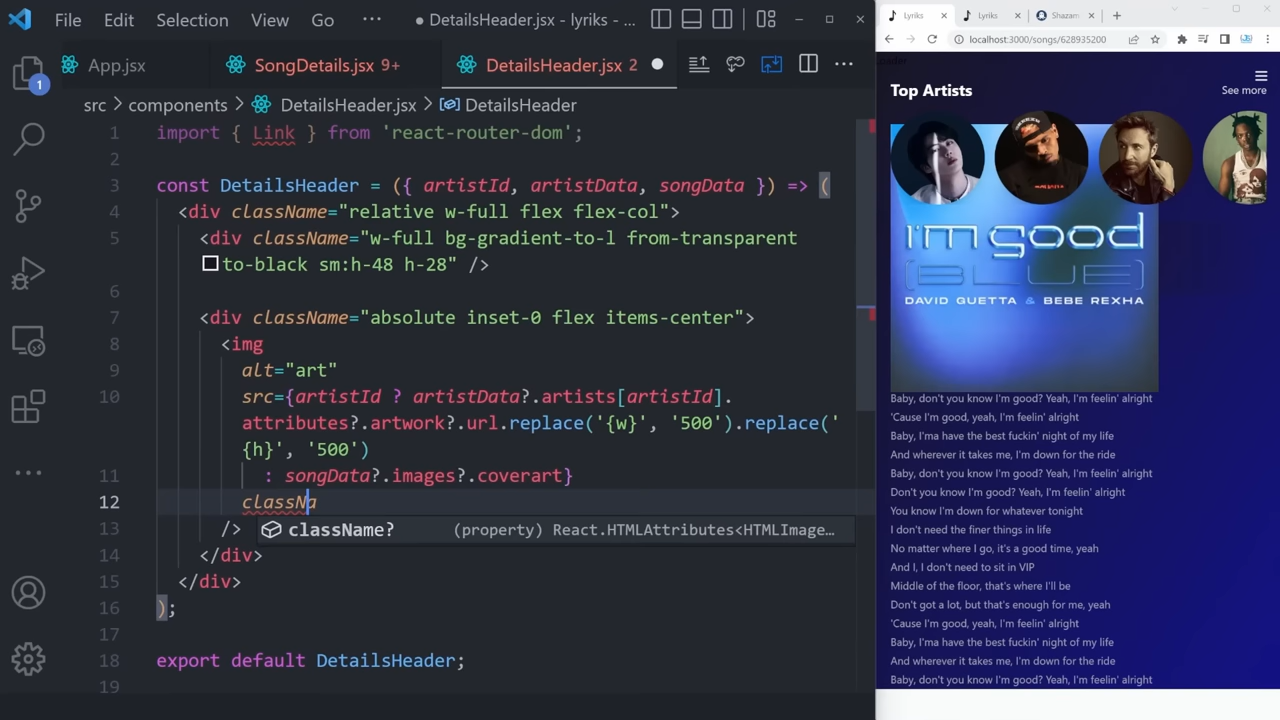 File Edit Selection View Go ··· ● DetailsHeader.jsx - lyriks - ...
App.jsx SongDetails.jsx 9+ DetailsHeader.jsx 2
src > components > DetailsHeader.jsx > DetailsHeader
1
1 import { Link } from 'react-router-dom';
2
3 const DetailsHeader = ({ artistId, artistData, songData }) => (
4 <div className="relative w-full flex flex-col">
5 <div className="w-full bg-gradient-to-l from-transparent
to-black sm:h-48 h-28" />
6
7 <div className="absolute inset-0 flex items-center">
8 <img
9 alt="art"
10 src={artistId ? artistData?.artists[artistId].
attributes?.artwork?.url.replace('{w}', '500').replace('
{h}', '500')
11 : songData?.images?.coverart}
12 classNa
className? (property) React.HTMLAttributes<HTMLImage…
13 />
14 </div>
15 </div>
16 );
17
18 export default DetailsHeader;
19
Lyriks Lyriks Shazam
localhost:3000/songs/628935200
Top Artists
See more
i'm good
(BLUE)
DAVID GUETTA & BEBE REXHA
Baby, don't you know I'm good? Yeah, I'm feelin' alright
'Cause I'm good, yeah, I'm feelin' alright
Baby, I'ma have the best fuckin' night of my life
And wherever it takes me, I'm down for the ride
Baby, don't you know I'm good? Yeah, I'm feelin' alright
Don't you know I'm good? Yeah, I'm feelin' alright
You know I'm down for whatever tonight
I don't need the finer things in life
No matter where I go, it's a good time, yeah
And I, I don't need to sit in VIP
Middle of the floor, that's where I'll be
Don't got a lot, but that's enough for me, yeah
'Cause I'm good, yeah, I'm feelin' alright
Baby, I'ma have the best fuckin' night of my life
And wherever it takes me, I'm down for the ride
Baby, don't you know I'm good? Yeah, I'm feelin' alright